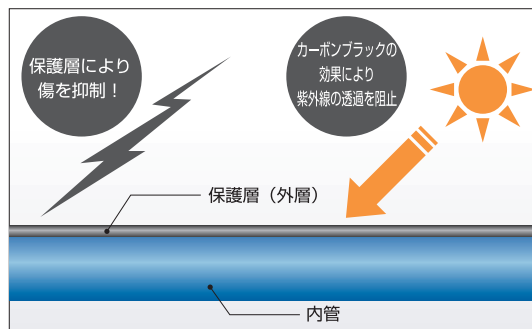 保護層により
傷を抑制！
カーボンブラックの
効果により
紫外線の透過を阻止
保護層（外層）
内管